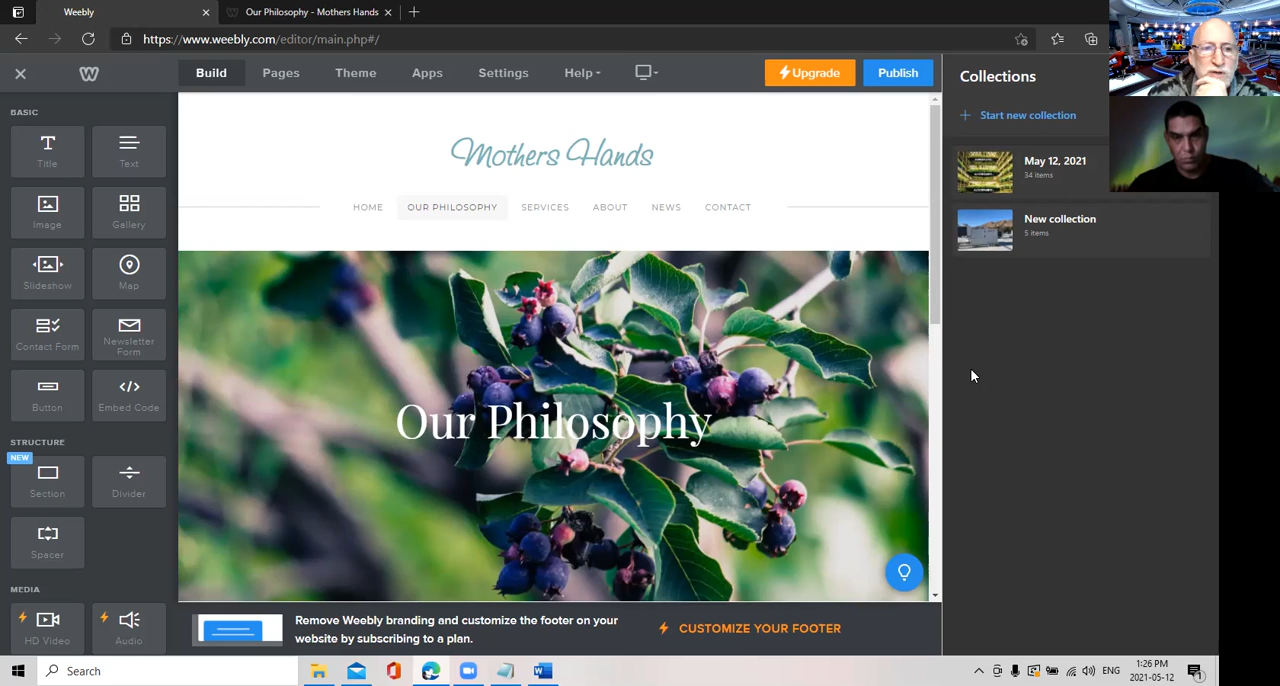 Weebly
Our Philosophy - Mothers Hands
https://www.weebly.com/editor/main.php#/
Build
Pages
Theme
Apps
Settings
Help
Upgrade
Publish
Collections
Start new collection
May 12, 2021
34 items
New collection
5 items
BASIC
Title
Text
Image
Gallery
Slideshow
Map
Contact Form
Newsletter
Form
Button
Embed Code
STRUCTURE
NEW
Section
Divider
Spacer
MEDIA
HD Video
Audio
Mothers Hands
HOME
OUR PHILOSOPHY
SERVICES
ABOUT
NEWS
CONTACT
Our Philosophy
Remove Weebly branding and customize the footer on your
website by subscribing to a plan.
CUSTOMIZE YOUR FOOTER
Search
ENG
1:26 PM
2021-05-12
1